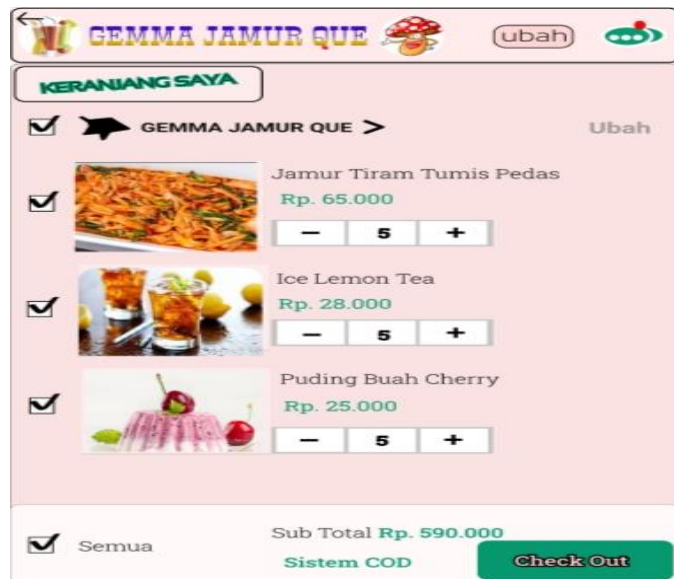 GEMMA JAMUR QUE ubah
KERANJANG SAYA
GEMMA JAMUR QUE > Ubah
Jamur Tiram Tumis Pedas
Rp. 65.000
− 5 +
Ice Lemon Tea
Rp. 28.000
− 5 +
Puding Buah Cherry
Rp. 25.000
− 5 +
Semua Sub Total Rp. 590.000
Sistem COD Check Out